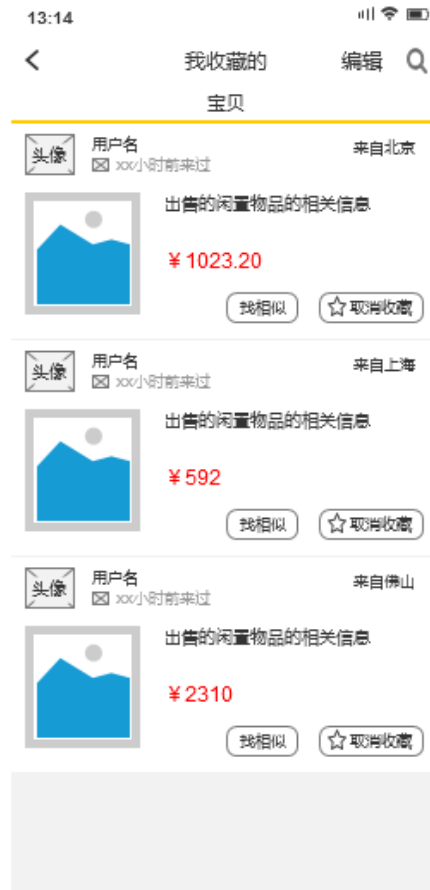 13:14
我收藏的 编辑
宝贝
头像 用户名 来自北京
xx小时前来过
出售的闲置物品的相关信息
¥1023.20
找相似 取消收藏
头像 用户名 来自上海
xx小时前来过
出售的闲置物品的相关信息
¥592
找相似 取消收藏
头像 用户名 来自佛山
xx小时前来过
出售的闲置物品的相关信息
¥2310
找相似 取消收藏